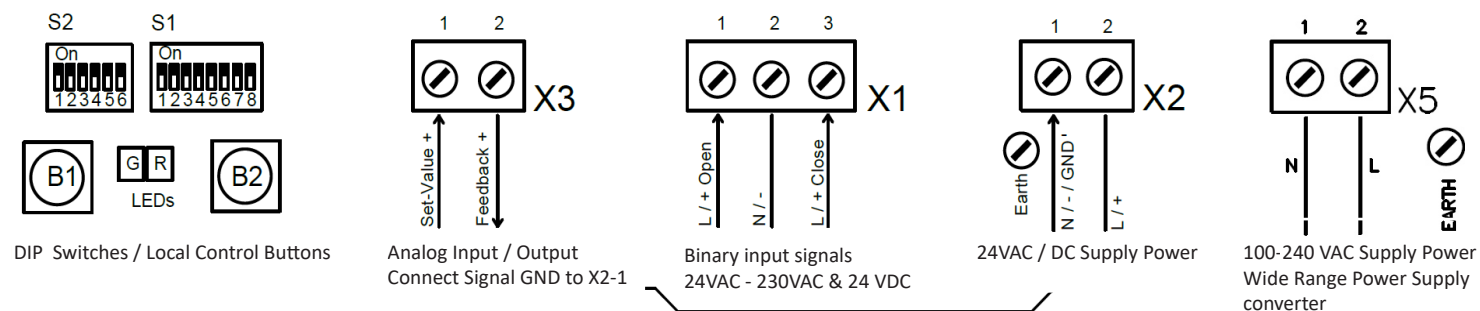 S2
On
123456
S1
On
12345678
B1
G R
LEDs
B2
DIP Switches / Local Control Buttons
1 2
X3
Set-Value +
Feedback +
Analog Input / Output
Connect Signal GND to X2-1
1 2 3
X1
L / + Open
N / -
L / + Close
Binary input signals
24VAC - 230VAC & 24 VDC
1 2
X2
Earth
N / - / GND'
L / +
24VAC / DC Supply Power
1 2
X5
N
L
EARTH
100-240 VAC Supply Power
Wide Range Power Supply
converter